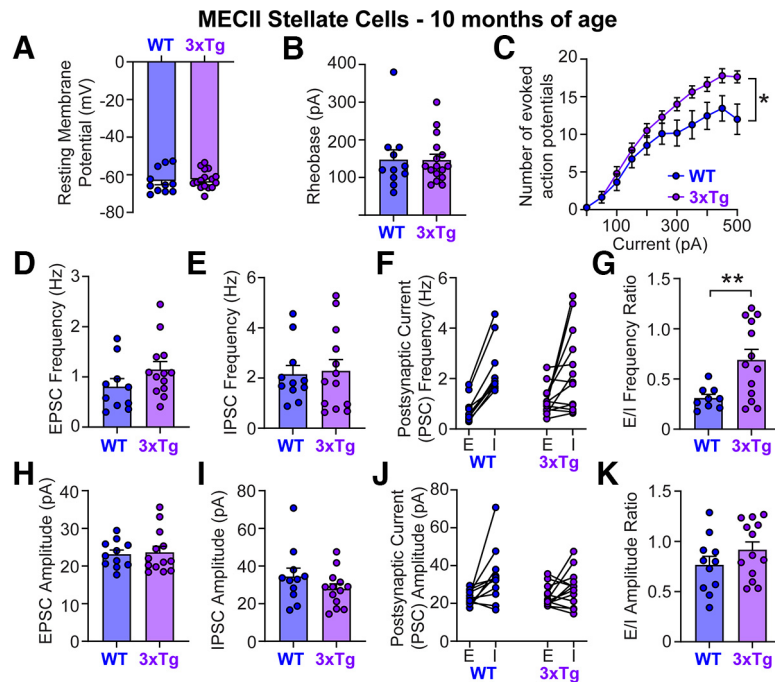 MECII Stellate Cells - 10 months of age
A
WT 3xTg
Resting Membrane
Potential (mV)
0
-20
-40
-60
-80
B
Rheobase (pA)
400
300
200
100
WT 3xTg
C
Number of evoked
action potentials
20
15
10
5
0
100 300 500
Current (pA)
WT
3xTg
*
D
EPSC Frequency (Hz)
3
2
1
0
WT 3xTg
E
IPSC Frequency (Hz)
6
4
2
0
WT 3xTg
F
Postsynaptic Current
(PSC) Frequency (Hz)
6
4
2
0
E I E I
WT 3xTg
G
E/I Frequency Ratio
1.5
1.0
0.5
0
**
WT 3xTg
H
EPSC Amplitude (pA)
40
30
20
10
0
WT 3xTg
I
IPSC Amplitude (pA)
80
60
40
20
0
WT 3xTg
J
Postsynaptic Current
(PSC) Amplitude (pA)
80
60
40
20
0
E I E I
WT 3xTg
K
E/I Amplitude Ratio
1.5
1.0
0.5
0
WT 3xTg